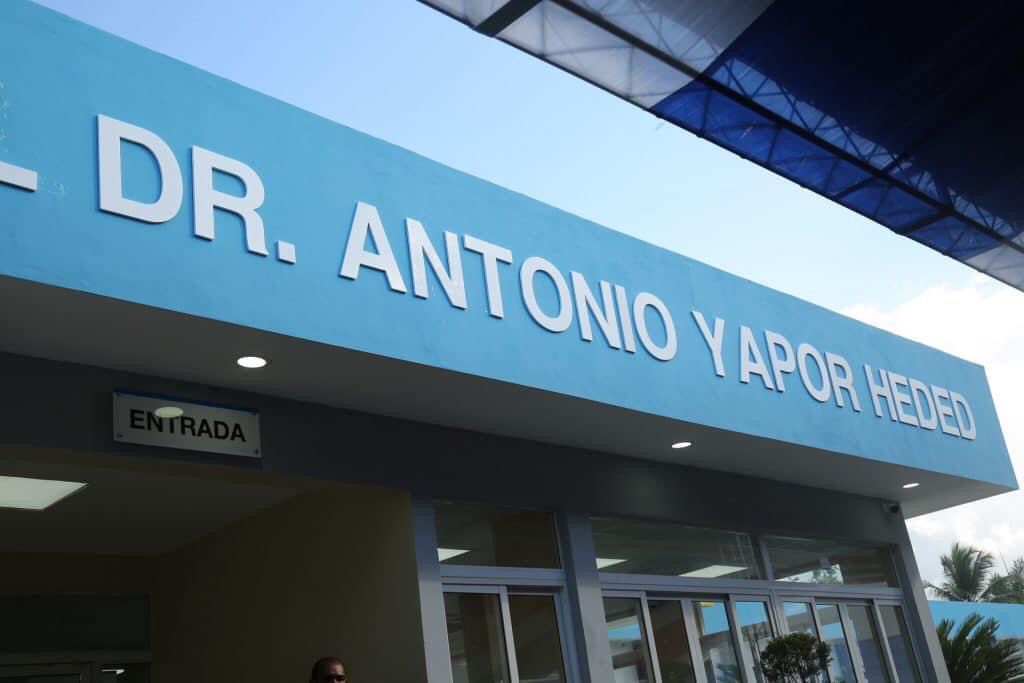 L DR. ANTONIO YAPOR HEDED
ENTRADA